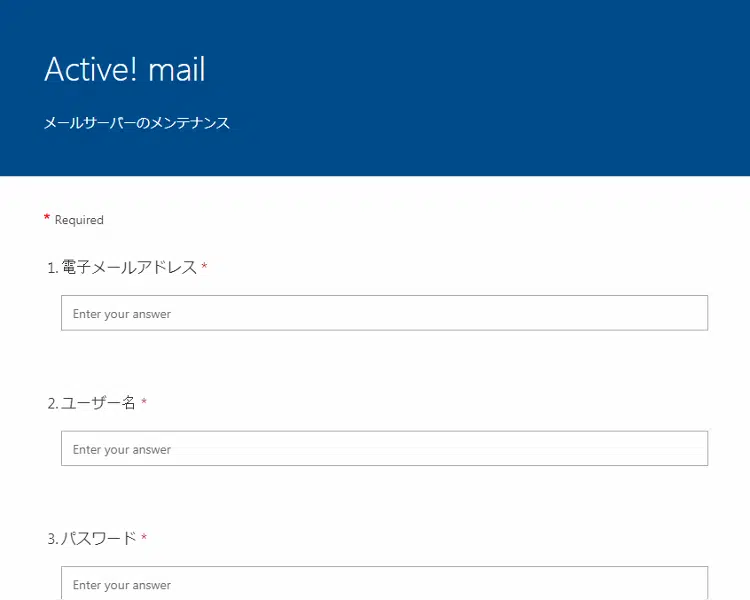 Active! mail
メールサーバーのメンテナンス
* Required
1. 電子メールアドレス *
Enter your answer
2. ユーザー名 *
Enter your answer
3. パスワード *
Enter your answer